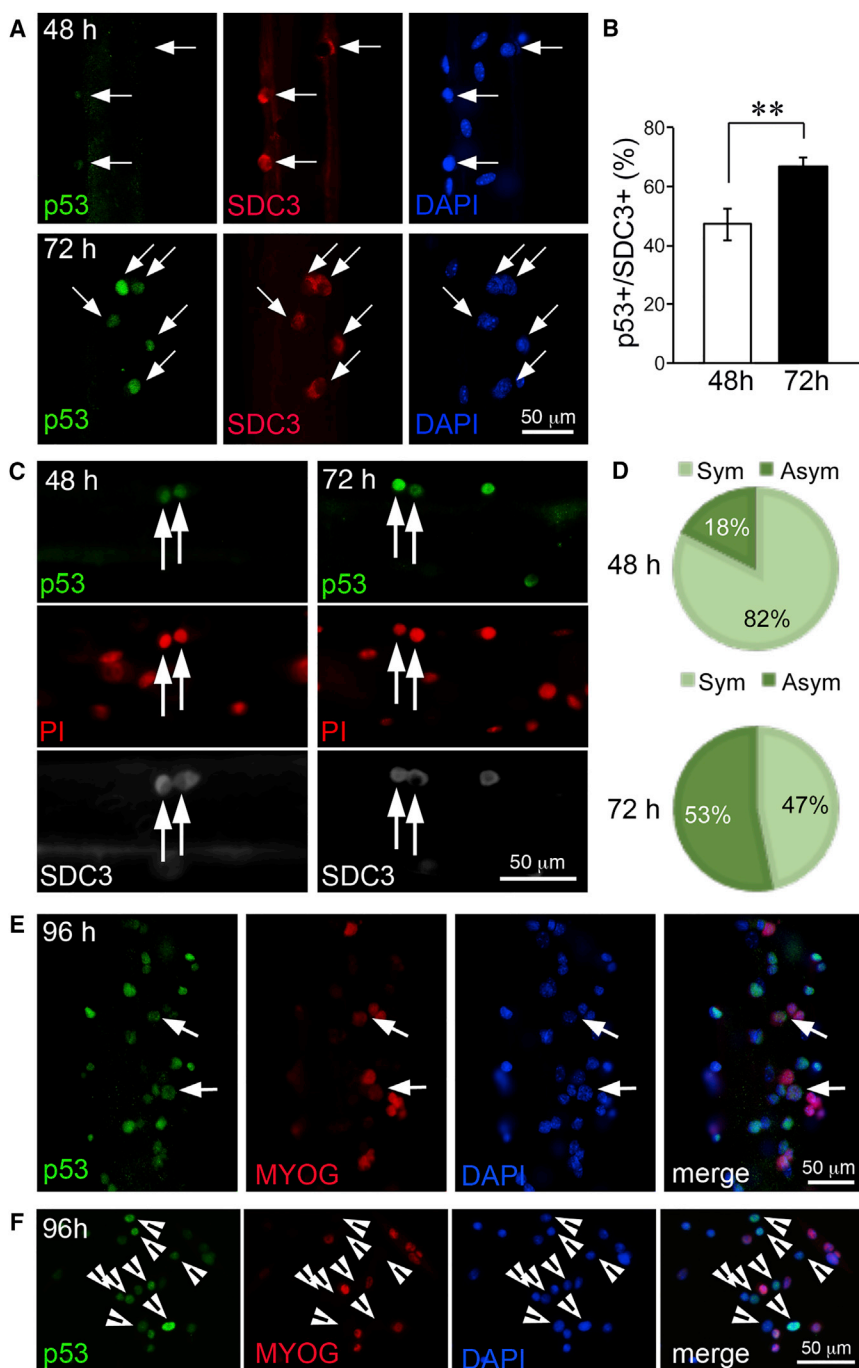 A
48 h
p53
SDC3
DAPI
72 h
p53
SDC3
DAPI
50 µm
B
**
p53+/SDC3+ (%)
80
60
40
20
0
48h
72h
C
48 h
p53
72 h
p53
PI
PI
SDC3
SDC3
50 µm
D
Sym Asym
48 h
18%
82%
Sym Asym
72 h
53%
47%
E
96 h
p53
MYOG
DAPI
merge
50 µm
F
96h
p53
MYOG
DAPI
merge
50 µm